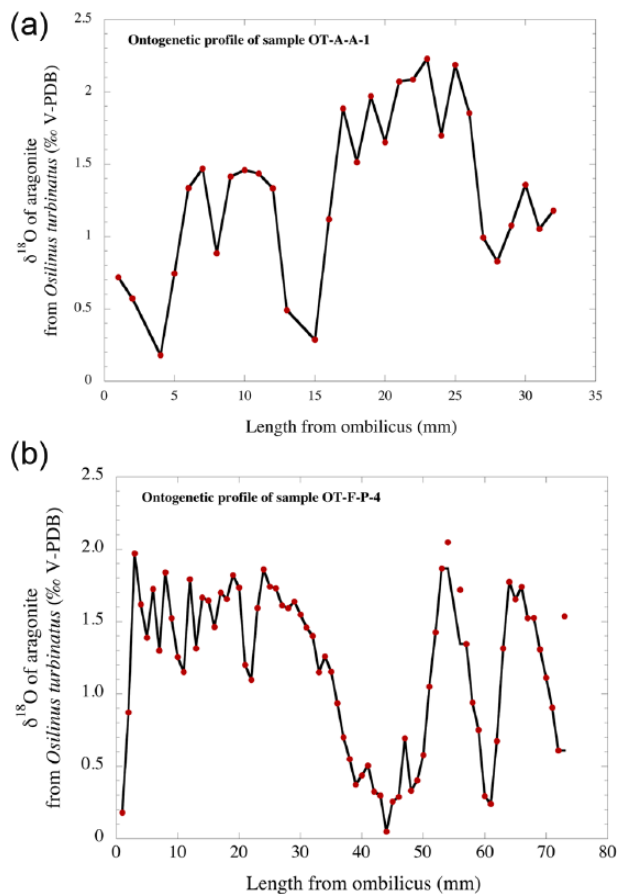 (a)
Ontogenetic profile of sample OT-A-A-1
δ18O of aragonite
from Osilinus turbinatus (‰ V-PDB)
2.5
2
1.5
1
0.5
0
0 5 10 15 20 25 30 35
Length from ombilicus (mm)
(b)
Ontogenetic profile of sample OT-F-P-4
δ18O of aragonite
from Osilinus turbinatus (‰ V-PDB)
2.5
2.0
1.5
1.0
0.5
0
0 10 20 30 40 50 60 70 80
Length from ombilicus (mm)